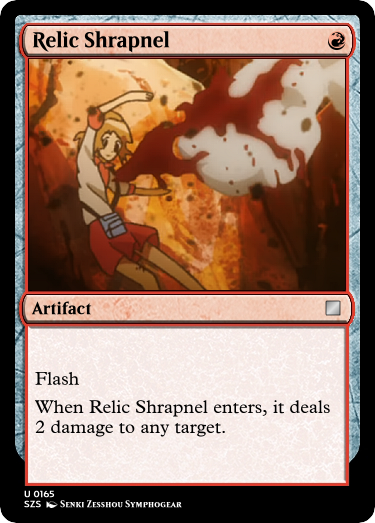 Relic Shrapnel
Artifact
Flash
When Relic Shrapnel enters, it deals
2 damage to any target.
U 0165
SZS Senki Zesshou Symphogear